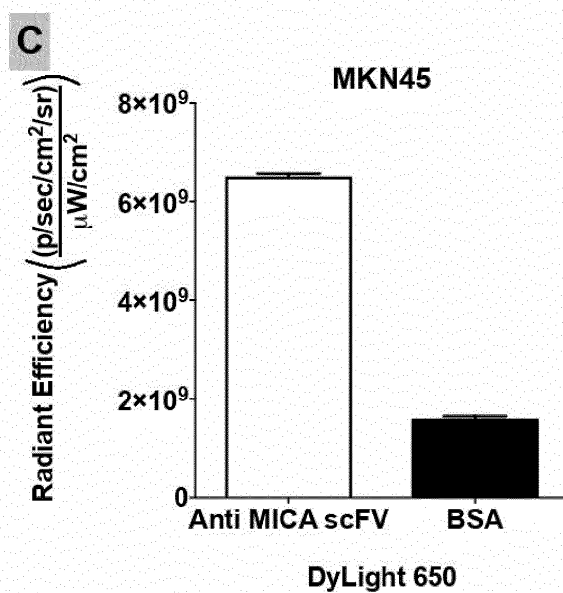 C
MKN45
Radiant Efficiency ((p/sec/cm²/sr)
μW/cm²)
8×10⁹
6×10⁹
4×10⁹
2×10⁹
0
Anti MICA scFV BSA
DyLight 650